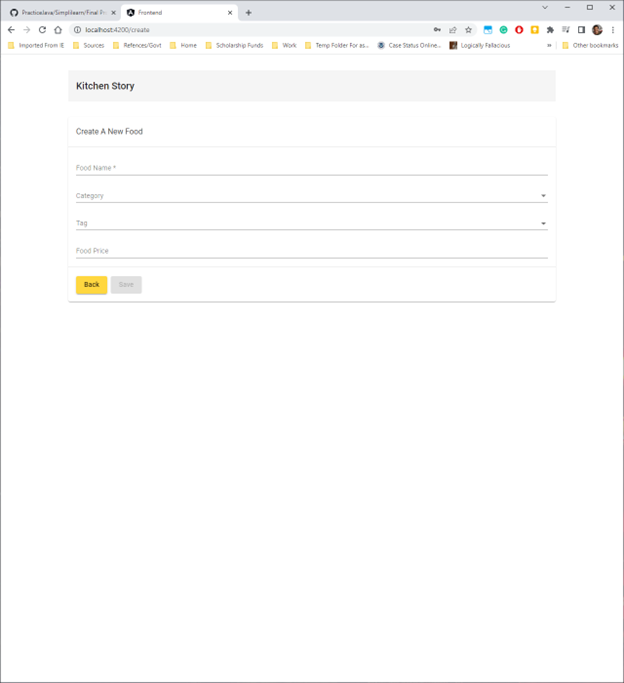 Practiceslava/Simplilearn/Final Pr
Frontend
localhost:4200/create
Imported From IE
Sources
Refences/Govt
Home
Scholarship Funds
Work
Temp Folder For as...
Case Status Online...
Logically Fallacious
»
Other bookmarks
Kitchen Story
Create A New Food
Food Name *
Category
Tag
Food Price
Back
Save